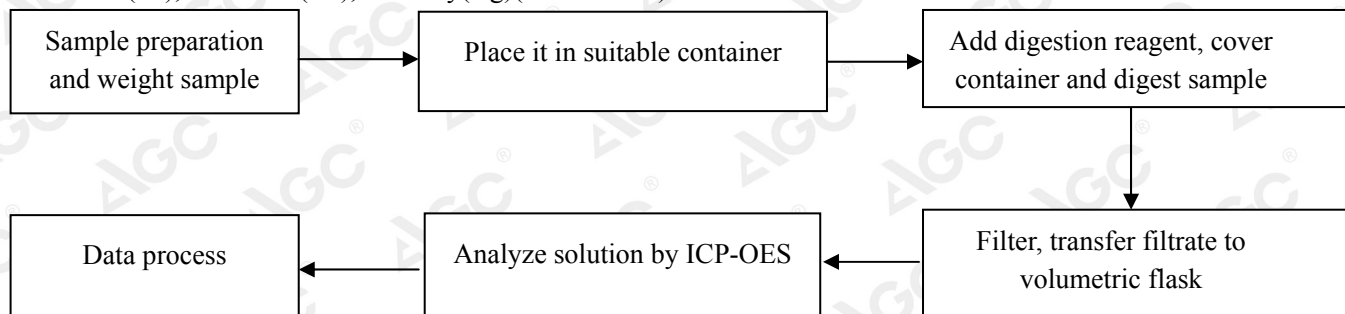 Sample preparation
and weight sample
Place it in suitable container
Add digestion reagent, cover
container and digest sample
Filter, transfer filtrate to
volumetric flask
Analyze solution by ICP-OES
Data process
AGC